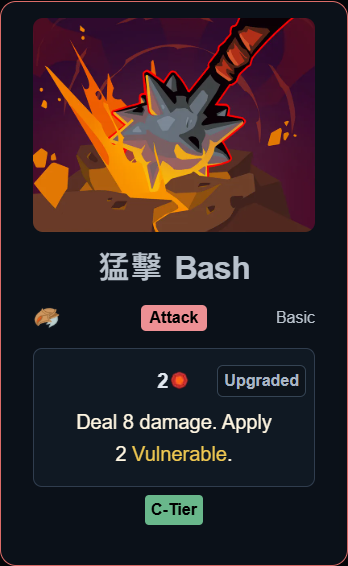 猛擊 Bash
Attack
Basic
2
Upgraded
Deal 8 damage. Apply
2 Vulnerable.
C-Tier